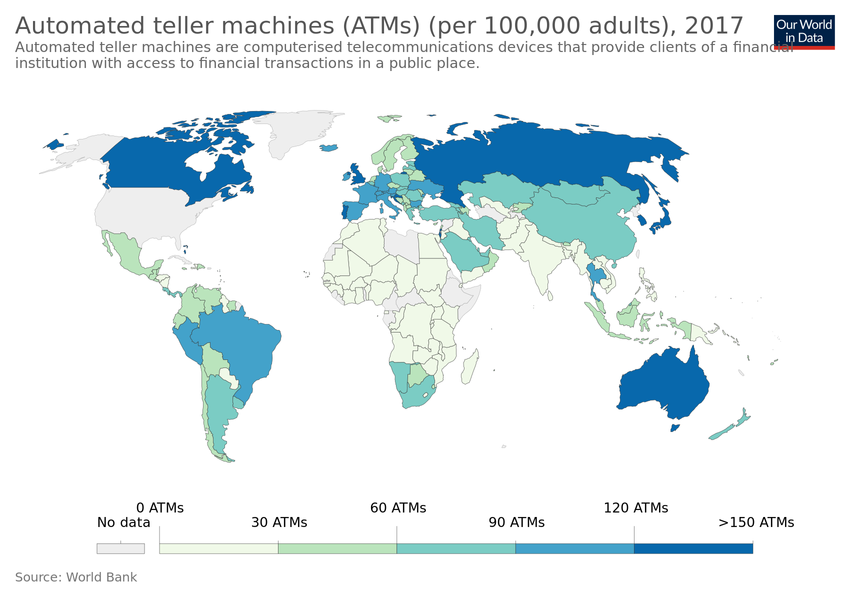 Automated teller machines (ATMs) (per 100,000 adults), 2017
Our World
in Data
Automated teller machines are computerised telecommunications devices that provide clients of a financial
institution with access to financial transactions in a public place.
0 ATMs
60 ATMs
120 ATMs
No data
30 ATMs
90 ATMs
>150 ATMs
Source: World Bank